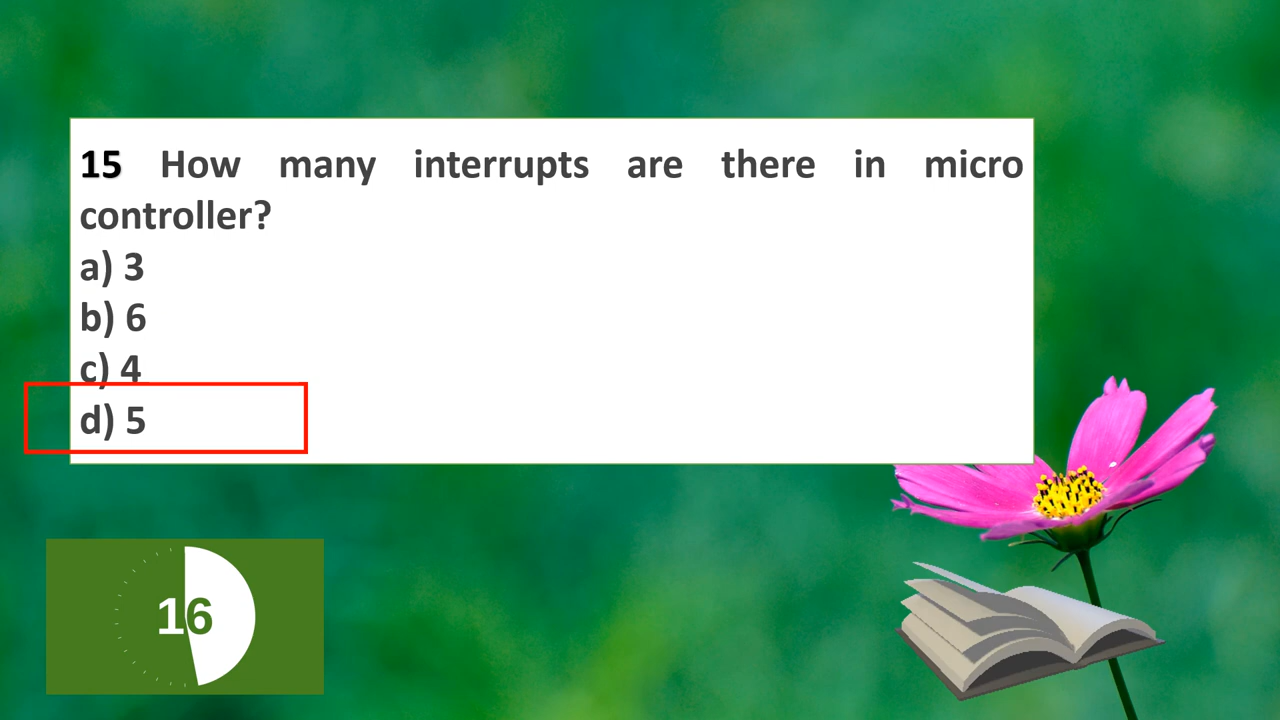 15 How many interrupts are there in micro
controller?
a) 3
b) 6
c) 4
d) 5
16